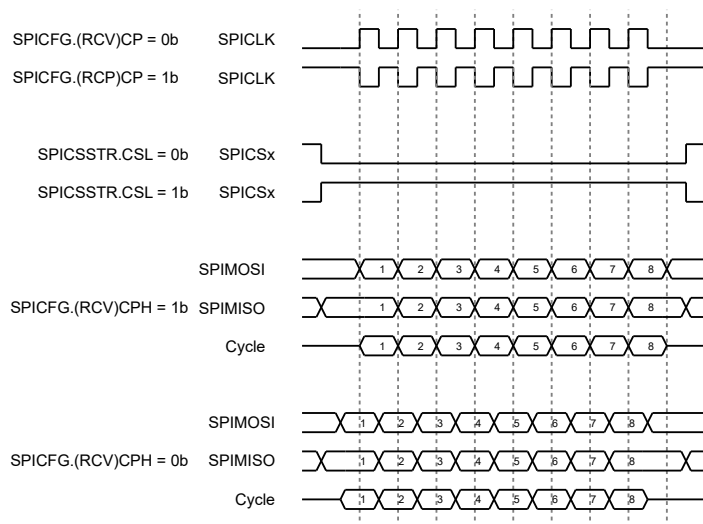 SPICFG.(RCV)CP = 0b SPICLK
SPICFG.(RCP)CP = 1b SPICLK
SPICSSTR.CSL = 0b SPICSx
SPICSSTR.CSL = 1b SPICSx
SPIMOSI 1 2 3 4 5 6 7 8
SPICFG.(RCV)CPH = 1b SPIMISO 1 2 3 4 5 6 7 8
Cycle 1 2 3 4 5 6 7 8
SPIMOSI 1 2 3 4 5 6 7 8
SPICFG.(RCV)CPH = 0b SPIMISO 1 2 3 4 5 6 7 8
Cycle 1 2 3 4 5 6 7 8